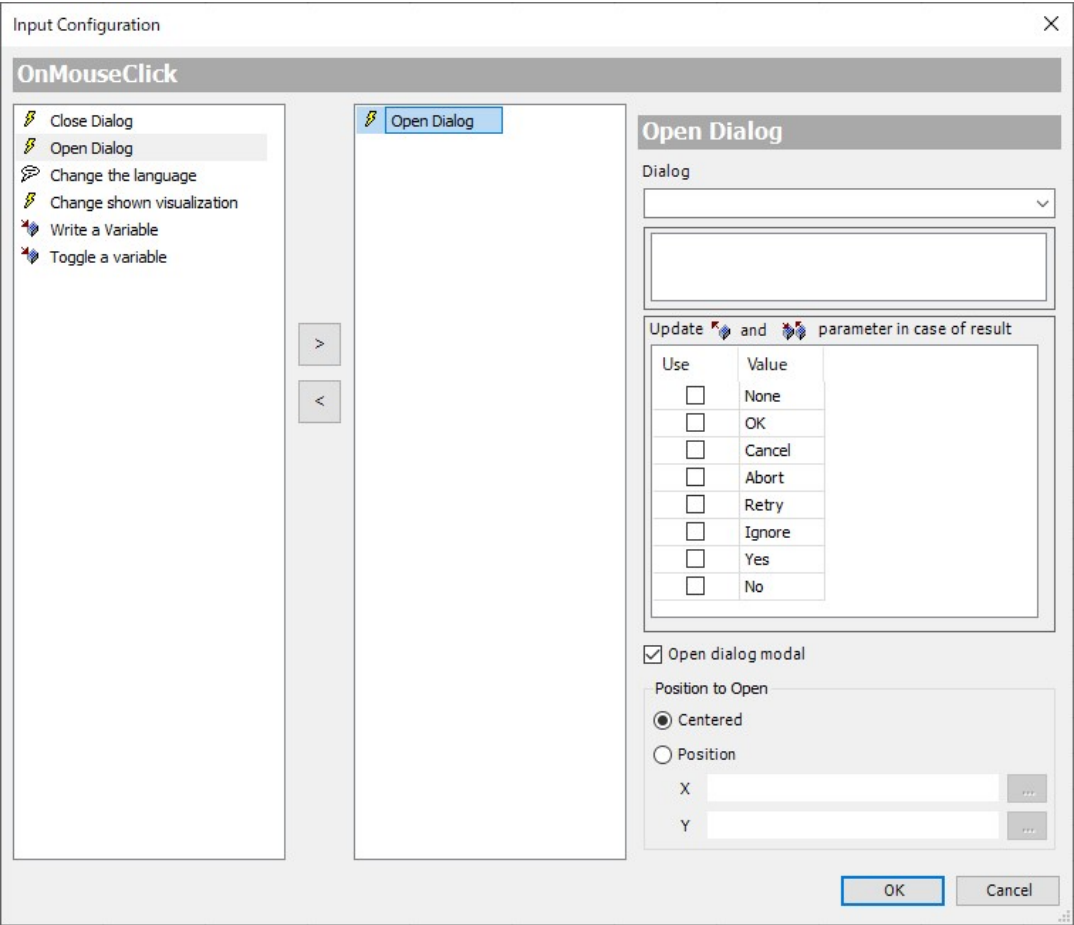 Input Configuration
OnMouseClick
Close Dialog
Open Dialog
Change the language
Change shown visualization
Write a Variable
Toggle a variable
>
<
Open Dialog
Open Dialog
Dialog
Update and parameter in case of result
Use Value
None
OK
Cancel
Abort
Retry
Ignore
Yes
No
Open dialog modal
Position to Open
Centered
Position
X
...
Y
...
OK Cancel